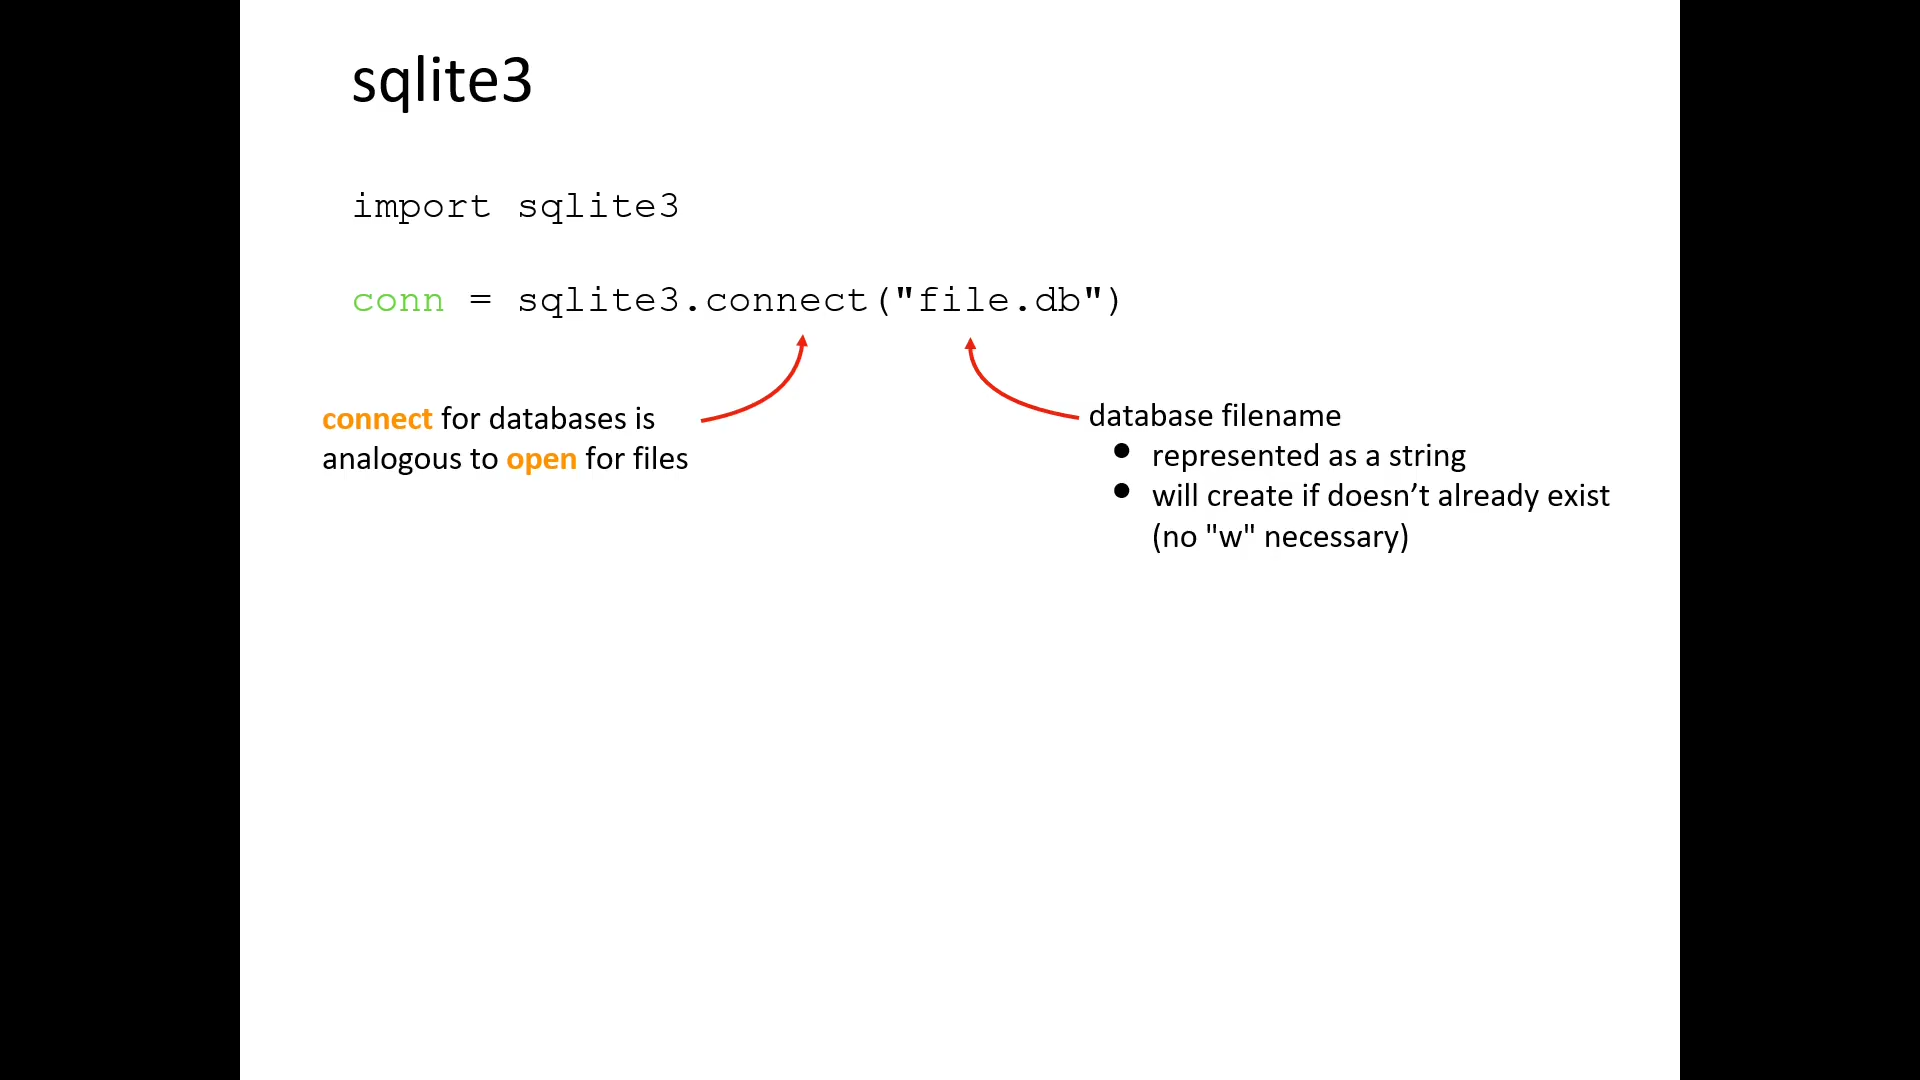 sqlite3
import sqlite3
conn = sqlite3.connect("file.db")
connect for databases is
analogous to open for files
database filename
● represented as a string
● will create if doesn’t already exist
(no "w" necessary)